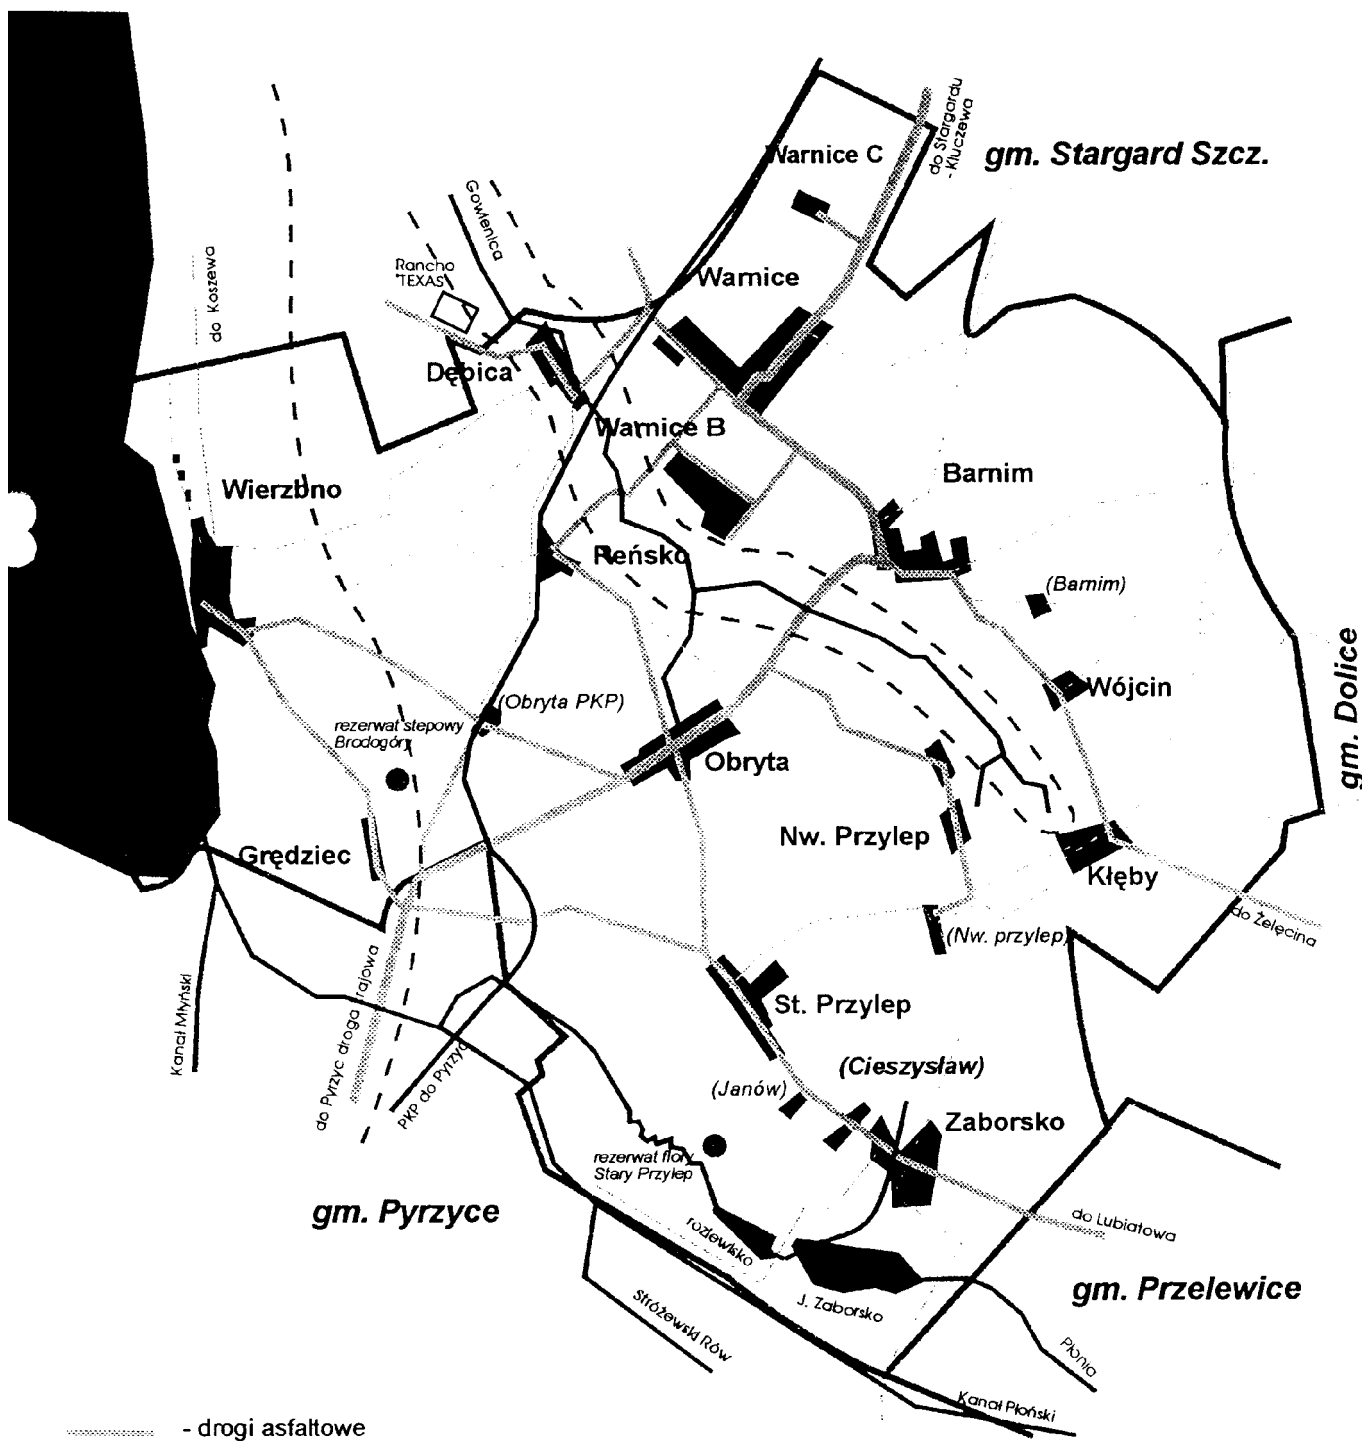 do Stargardu
- Kluczewa
gm. Stargard Szcz.
Warnice C
Gowienica
do Koszewa
Rancho
"TEXAS"
Warnice
Dębica
Warnice B
Barnim
Wierzbno
Reńsko
(Barnim)
gm. Dolice
Wójcin
(Obryta PKP)
rezerwat stepowy
Brodogóry
Obryta
Nw. Przylep
Grędziec
Kłęby
do Żelęcina
(Nw. przylep)
Kanał Młyński
do Pyrzyc droga krajowa
PKP do Pyrzyc
St. Przylep
(Cieszysław)
(Janów)
Zaborsko
rezerwat flory
Stary Przylep
gm. Pyrzyce
rozlewisko
do Lubiatowa
gm. Przelewice
J. Zaborsko
Stróżewski Rów
Płonia
Kanał Płoński
- drogi asfaltowe